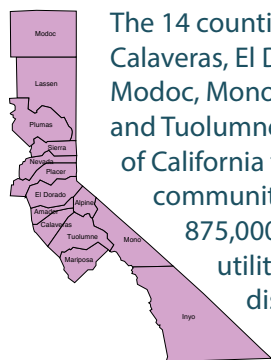 The 14 counti
Calaveras, El D
Modoc, Mono
and Tuolumne
of California
communit
875,000
utilit
dis
Modoc
Lassen
Plumas
Sierra
Nevada
Placer
El Dorado
Alpine
Amador
Calaveras
Tuolumne
Mono
Mariposa
Inyo